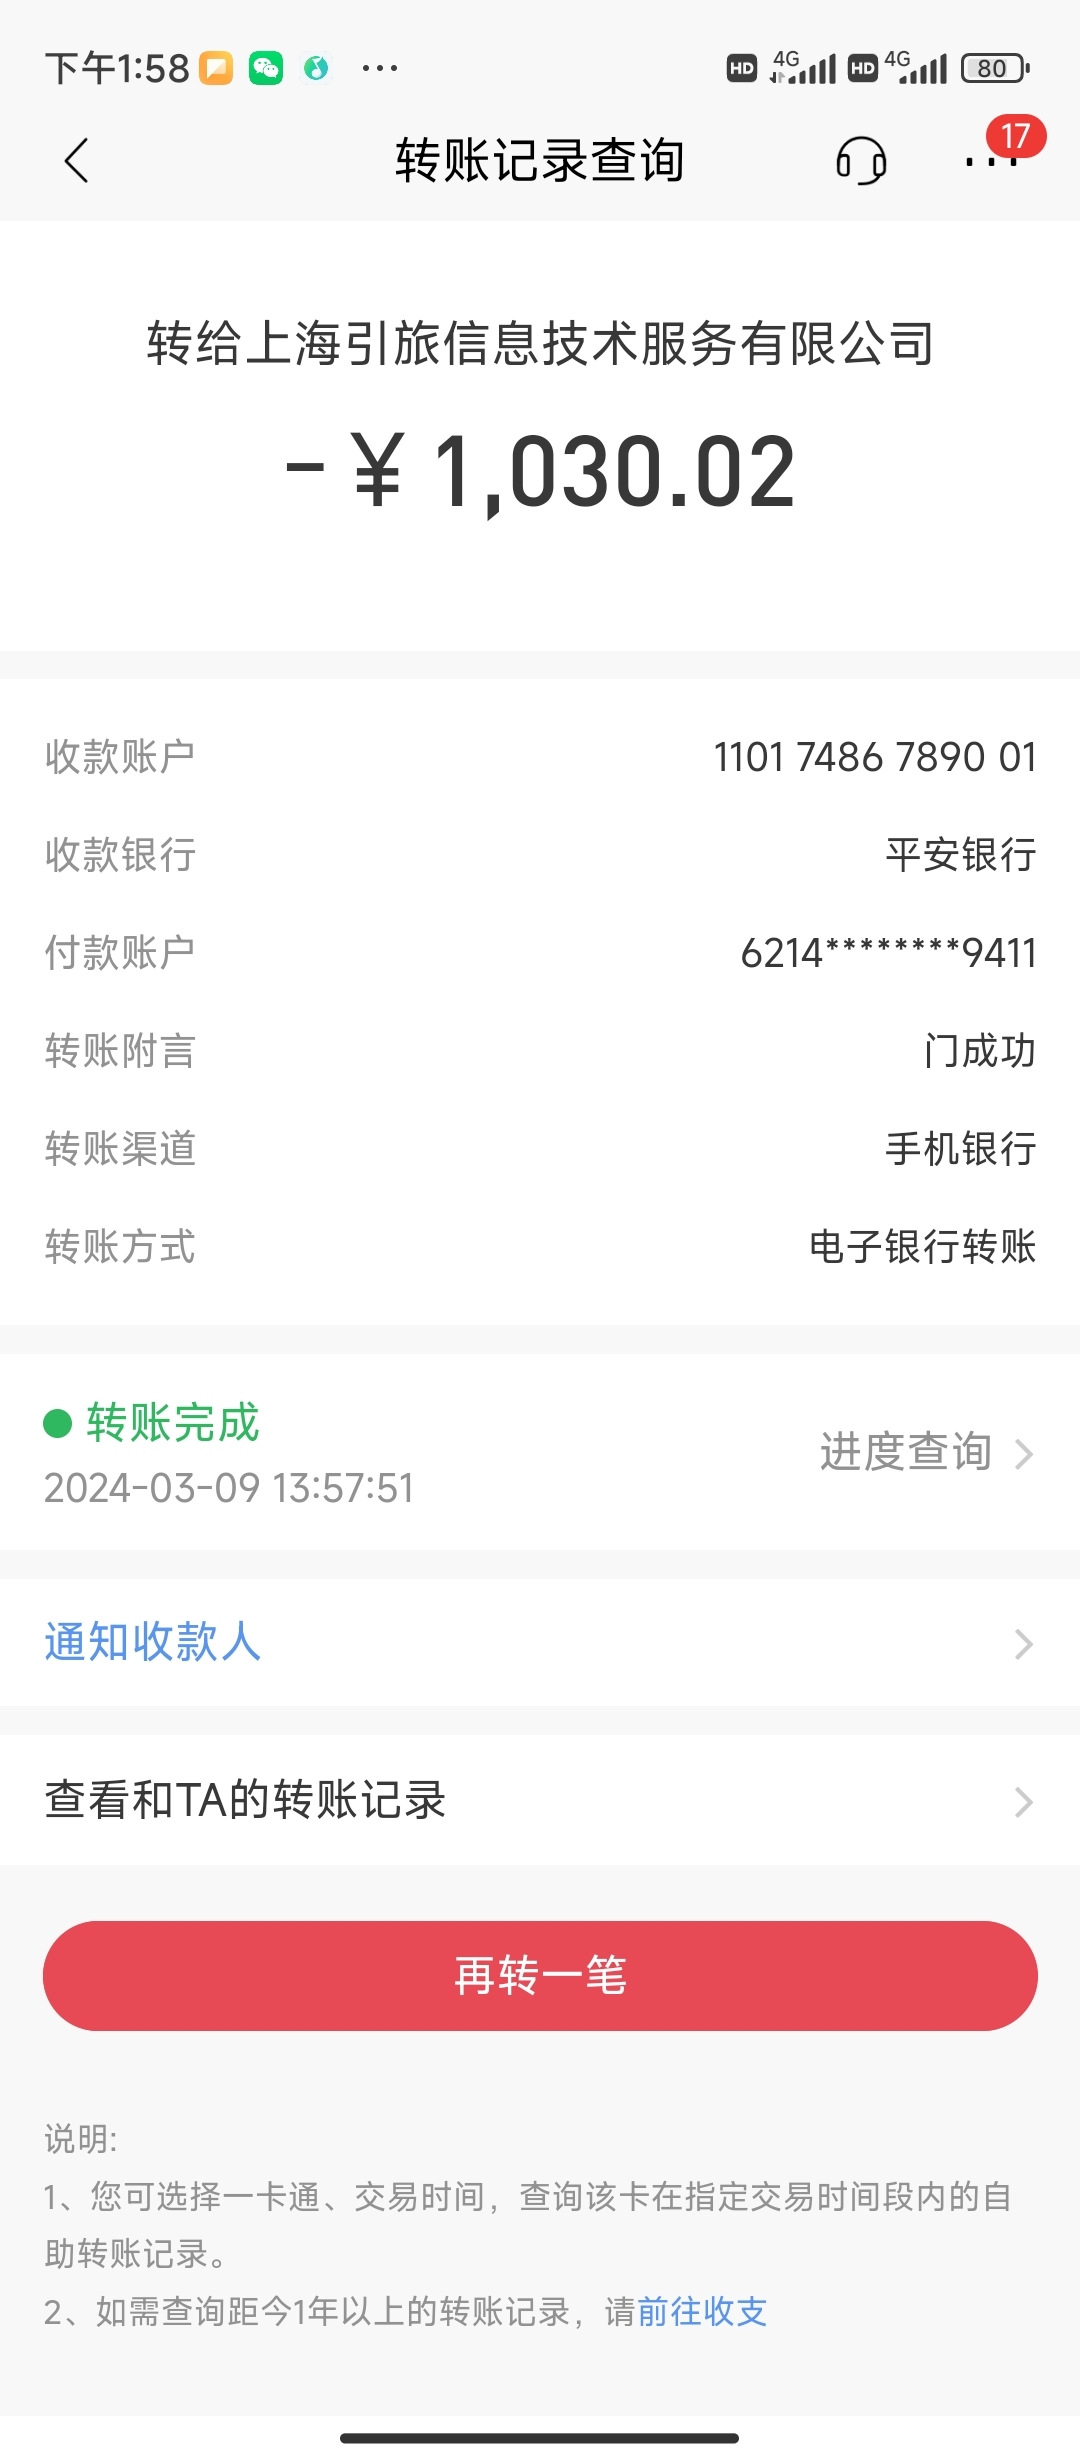 下午1:58
HD 4G HD 4G 80
转账记录查询
17
转给上海引旅信息技术服务有限公司
-¥1,030.02
收款账户 1101 7486 7890 01
收款银行 平安银行
付款账户 6214********9411
转账附言 门成功
转账渠道 手机银行
转账方式 电子银行转账
转账完成
2024-03-09 13:57:51
进度查询
通知收款人
查看和TA的转账记录
再转一笔
说明:
1、您可选择一卡通、交易时间，查询该卡在指定交易时间段内的自
助转账记录。
2、如需查询距今1年以上的转账记录，请前往收支